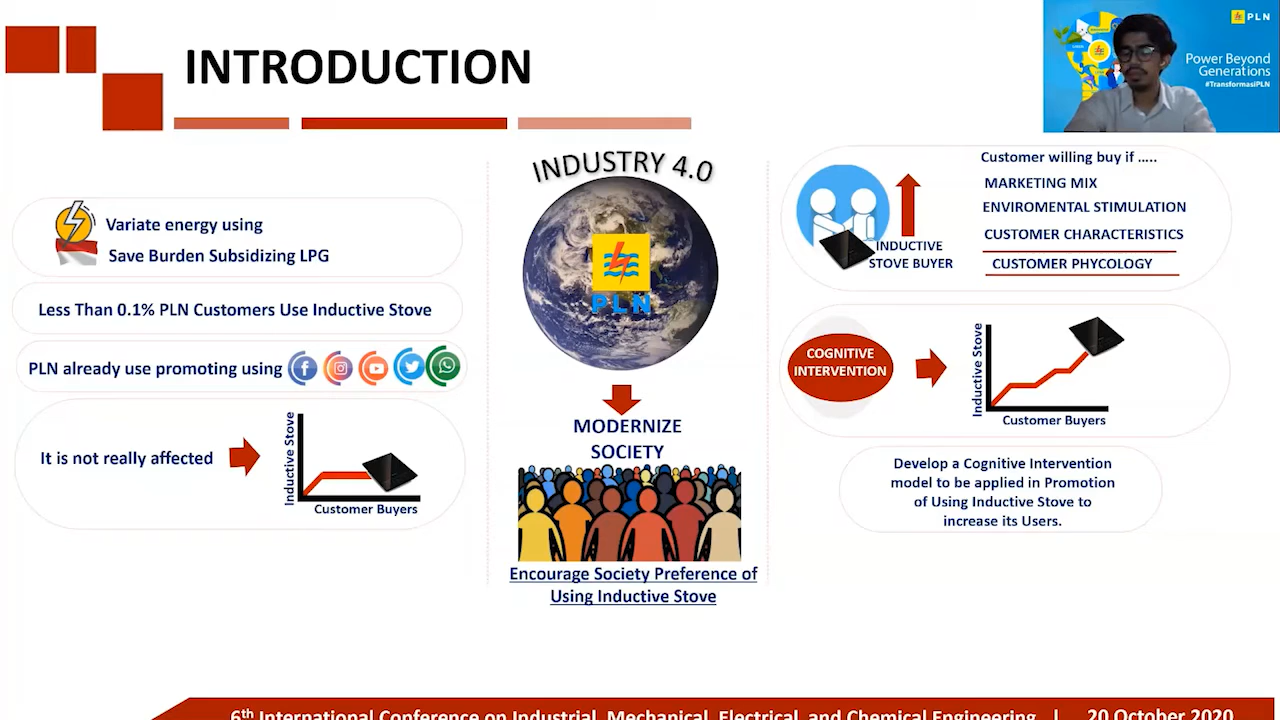 INTRODUCTION
PLN
Power Beyond
Generations
#TransformasiPLN
Variate energy using
Save Burden Subsidizing LPG
Less Than 0.1% PLN Customers Use Inductive Stove
PLN already use promoting using
It is not really affected
Inductive Stove
Customer Buyers
INDUSTRY 4.0
PLN
MODERNIZE
SOCIETY
Encourage Society Preference of
Using Inductive Stove
Customer willing buy if .....
MARKETING MIX
ENVIROMENTAL STIMULATION
CUSTOMER CHARACTERISTICS
CUSTOMER PHYCOLOGY
INDUCTIVE
STOVE BUYER
COGNITIVE
INTERVENTION
Inductive Stove
Customer Buyers
Develop a Cognitive Intervention
model to be applied in Promotion
of Using Inductive Stove to
increase its Users.
6th International Conference on Industrial, Mechanical, Electrical, and Chemical Engineering | 20 October 2020